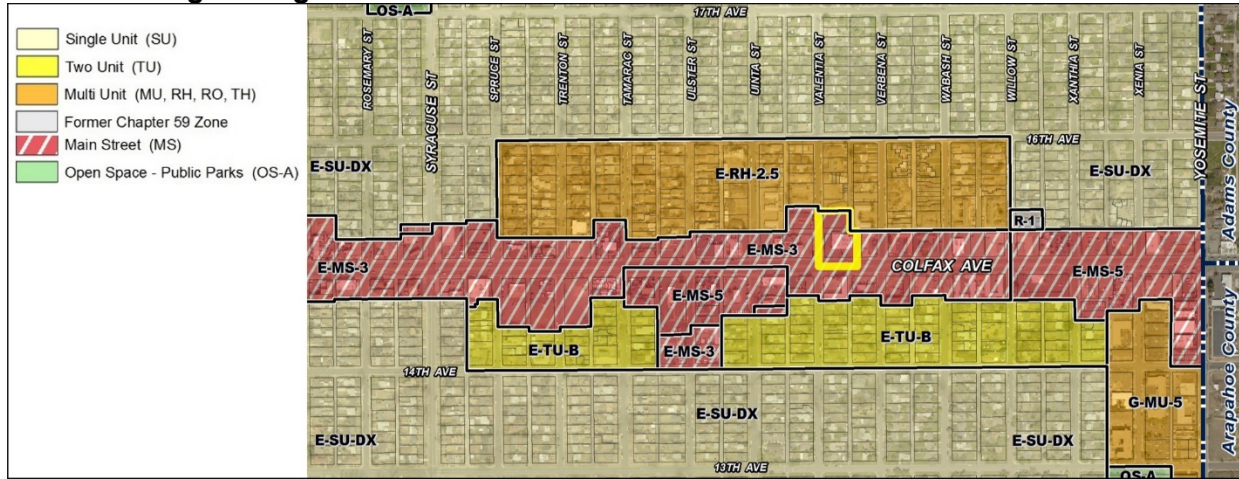 Single Unit (SU)
Two Unit (TU)
Multi Unit (MU, RH, RO, TH)
Former Chapter 59 Zone
Main Street (MS)
Open Space - Public Parks (OS-A)
OS-A
17TH AVE
ROSEMARY ST
SYRACUSE ST
SPRUCE ST
TRENTON ST
TAMARAC ST
ULSTER ST
UINTA ST
VALENTIA ST
VERBENA ST
WABASH ST
WILLOW ST
XANTHIA ST
XENIA ST
YOSEMITE ST
Adams County
16TH AVE
E-SU-DX
E-RH-2.5
E-SU-DX
R-1
E-MS-3
E-MS-3
COLFAX AVE
E-MS-5
E-MS-5
E-TU-B
E-MS-3
E-TU-B
14TH AVE
G-MU-5
Arapahoe County
E-SU-DX
E-SU-DX
E-SU-DX
13TH AVE
OS-A